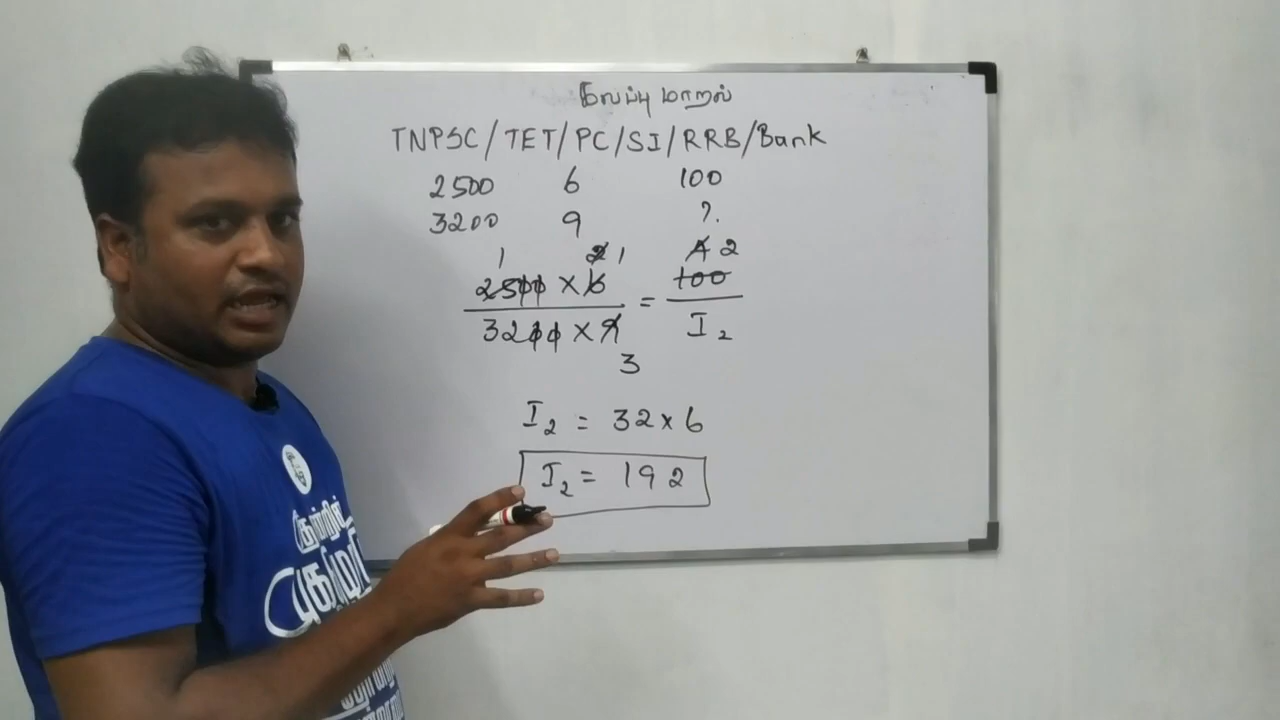 கலப்பு மாறல்
TNPSC/TET/PC/SI/RRB/Bank
2500 6 100
3200 9 ?.
1 2 1 4 2
2500 × 6 = 100
3200 × 9 I₂
3
I₂ = 32 × 6
I₂ = 192